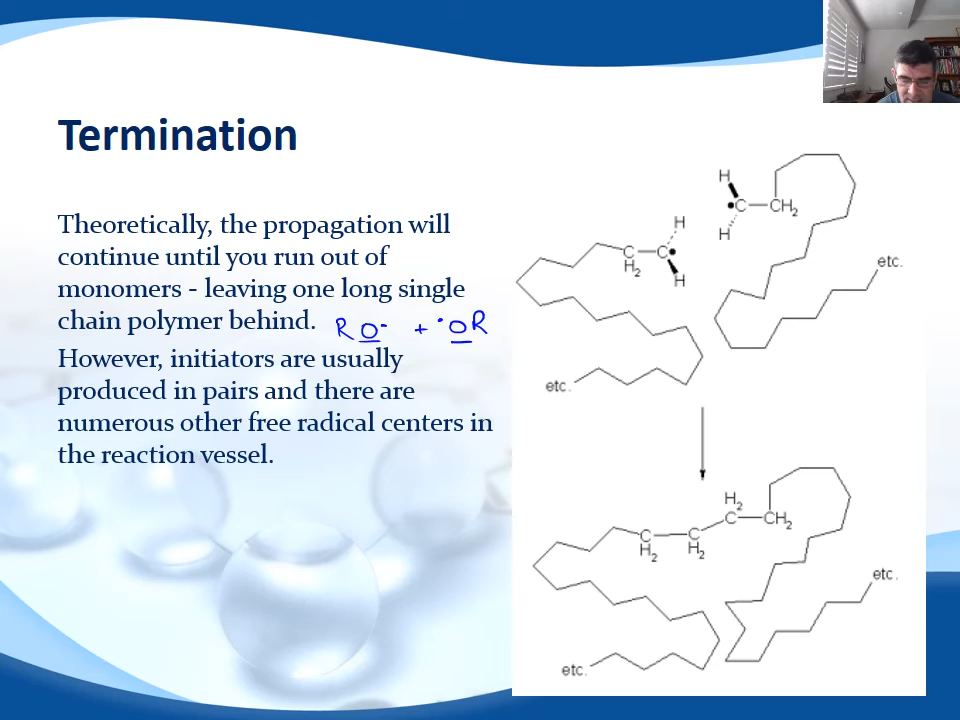 Termination
Theoretically, the propagation will
continue until you run out of
monomers - leaving one long single
chain polymer behind.
RO· + ·OR
However, initiators are usually
produced in pairs and there are
numerous other free radical centers in
the reaction vessel.
H
•C—CH2
H
H
C—C•
H2
H
etc.
etc.
H2
C—CH2
C
H2
C
H2
etc.
etc.